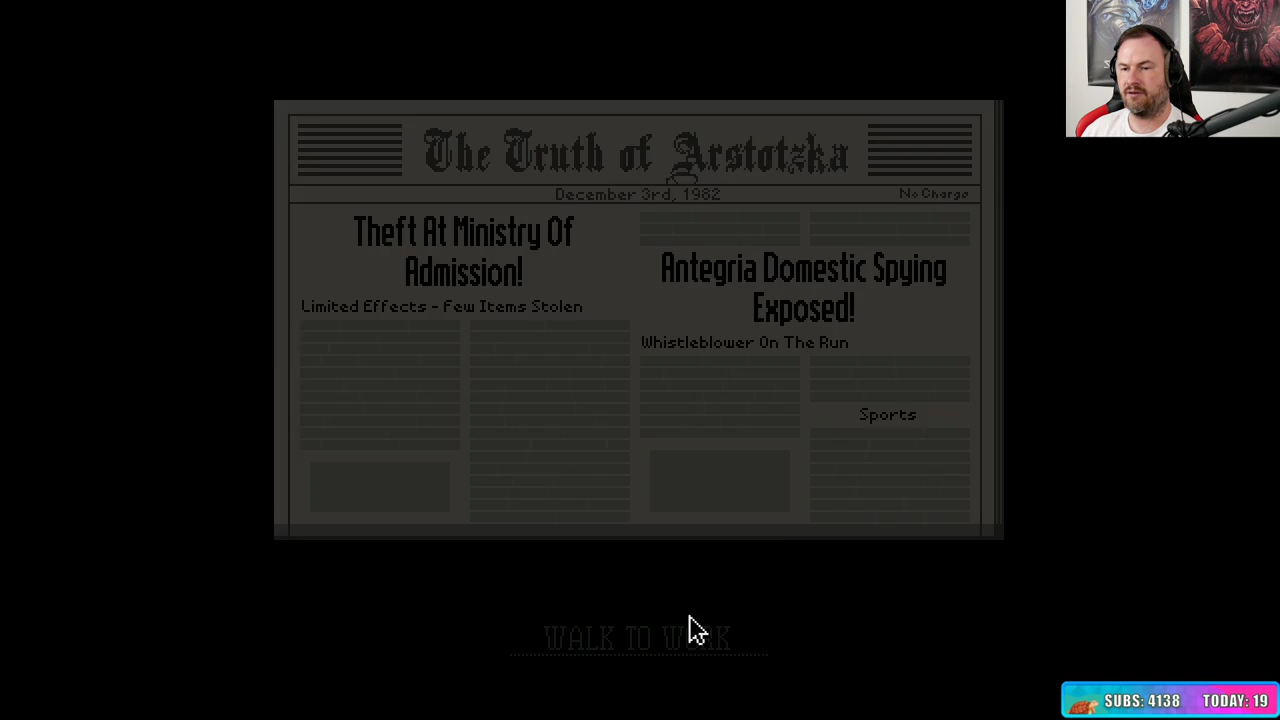 The Truth of Arstotzka
December 3rd, 1982
No Charge
Theft At Ministry Of
Admission!
Limited Effects - Few Items Stolen
Antegria Domestic Spying
Exposed!
Whistleblower On The Run
Sports
WALK TO WORK
SUBS: 4138 TODAY: 19